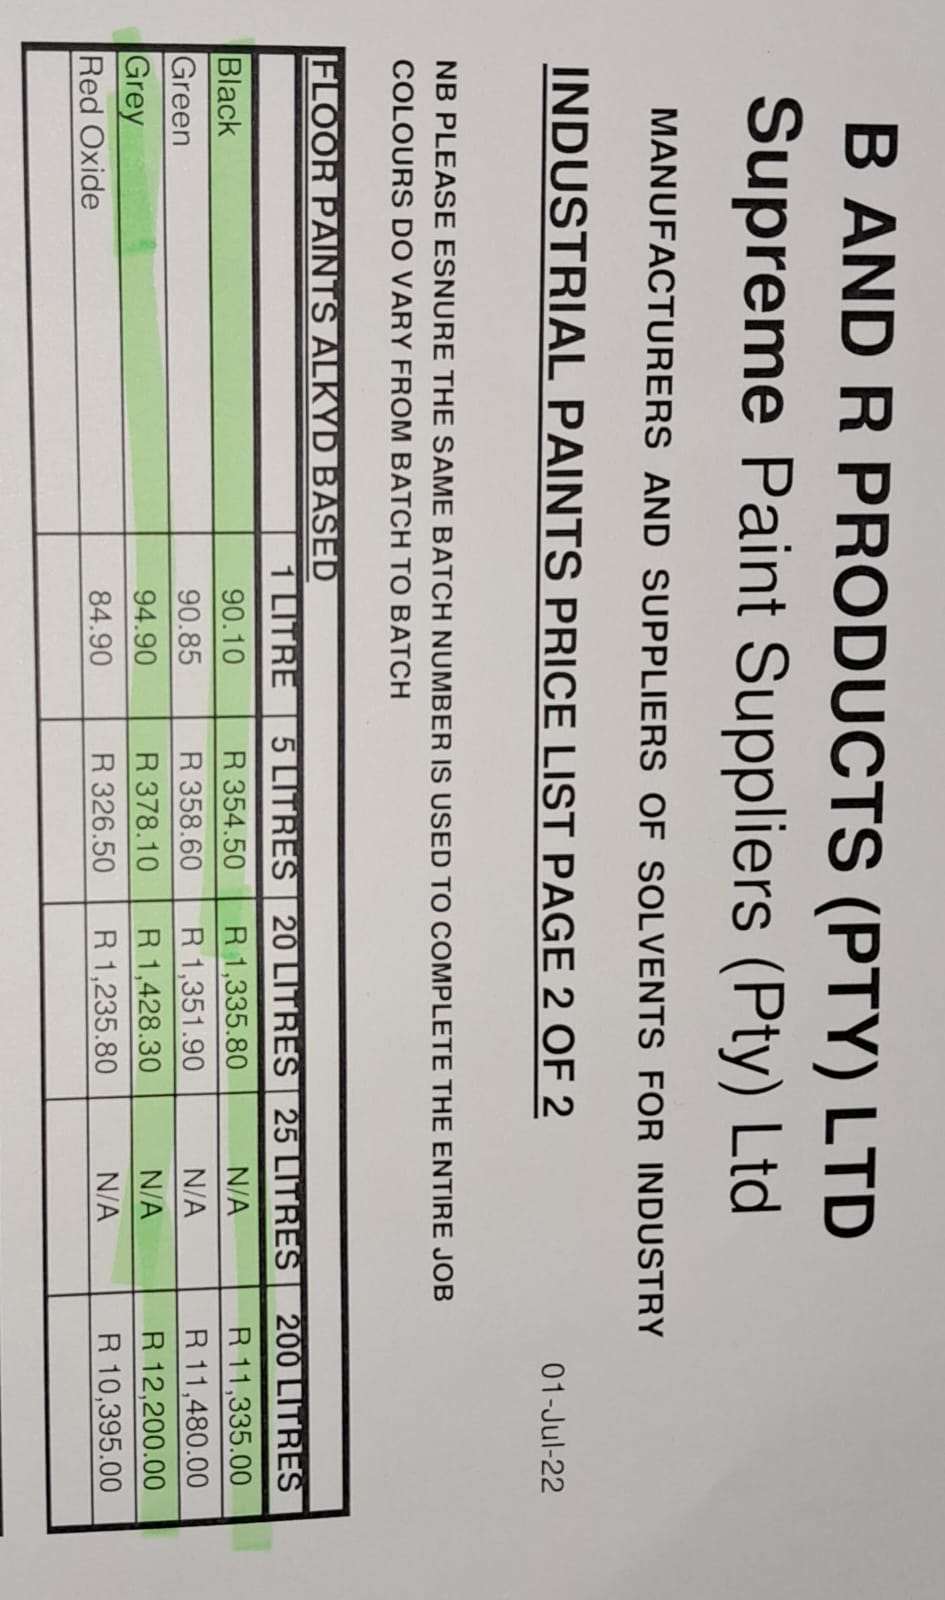 B AND R PRODUCTS (PTY) LTD
Supreme Paint Suppliers (Pty) Ltd
MANUFACTURERS AND SUPPLIERS OF SOLVENTS FOR INDUSTRY
INDUSTRIAL PAINTS PRICE LIST PAGE 2 OF 2 01-Jul-22
NB PLEASE ESNURE THE SAME BATCH NUMBER IS USED TO COMPLETE THE ENTIRE JOB
COLOURS DO VARY FROM BATCH TO BATCH
FLOOR PAINTS ALKYD BASED
1 LITRE 5 LITRES 20 LITRES 25 LITRES 200 LITRES
Black 90.10 R 354.50 R 1,335.80 N/A R 11,335.00
Green 90.85 R 358.60 R 1,351.90 N/A R 11,480.00
Grey 94.90 R 378.10 R 1,428.30 N/A R 12,200.00
Red Oxide 84.90 R 326.50 R 1,235.80 N/A R 10,395.00